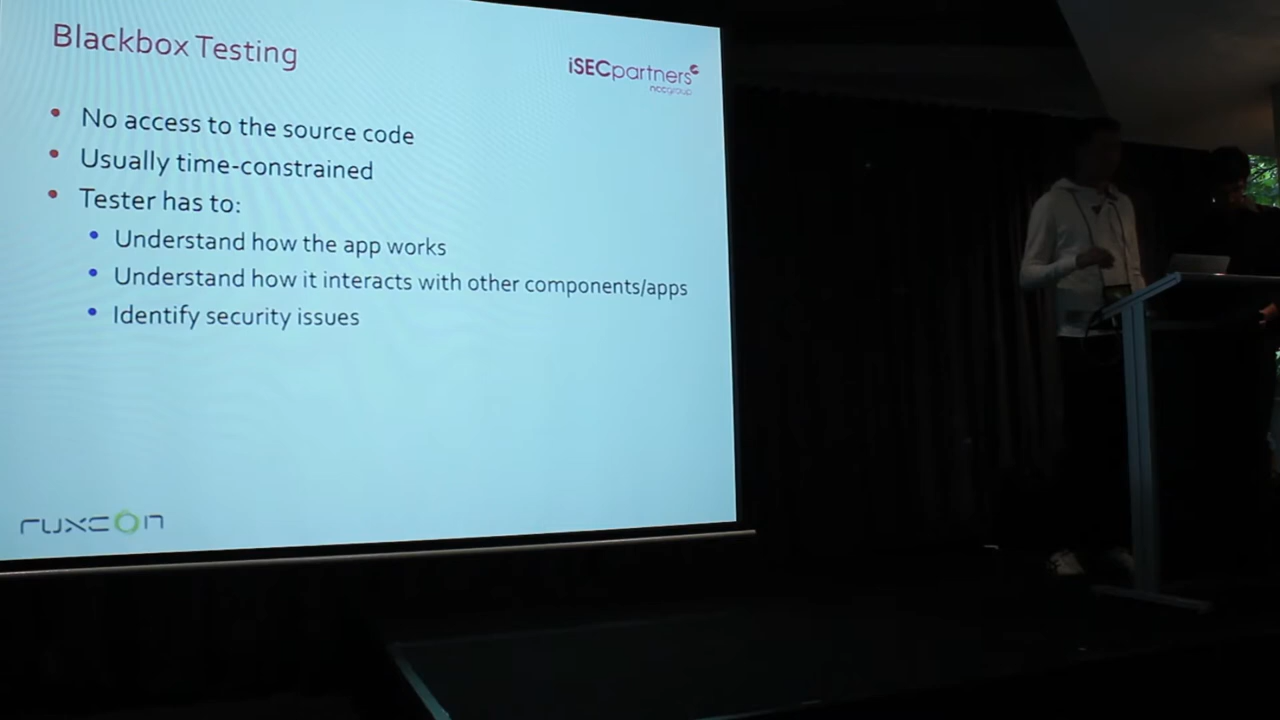 Blackbox Testing
iSECpartners
nccgroup
No access to the source code
Usually time-constrained
Tester has to:
Understand how the app works
Understand how it interacts with other components/apps
Identify security issues
ruxcon